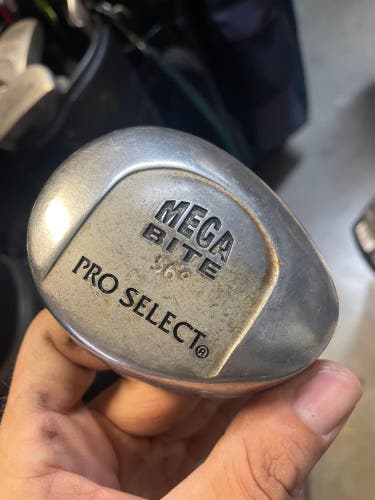 MEGA
BITE
56°
PRO SELECT®